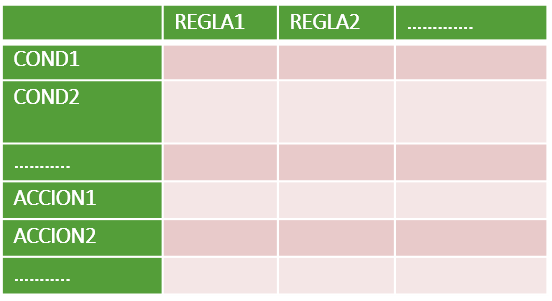 REGLA1 REGLA2 .............
COND1
COND2
...........
ACCION1
ACCION2
...........